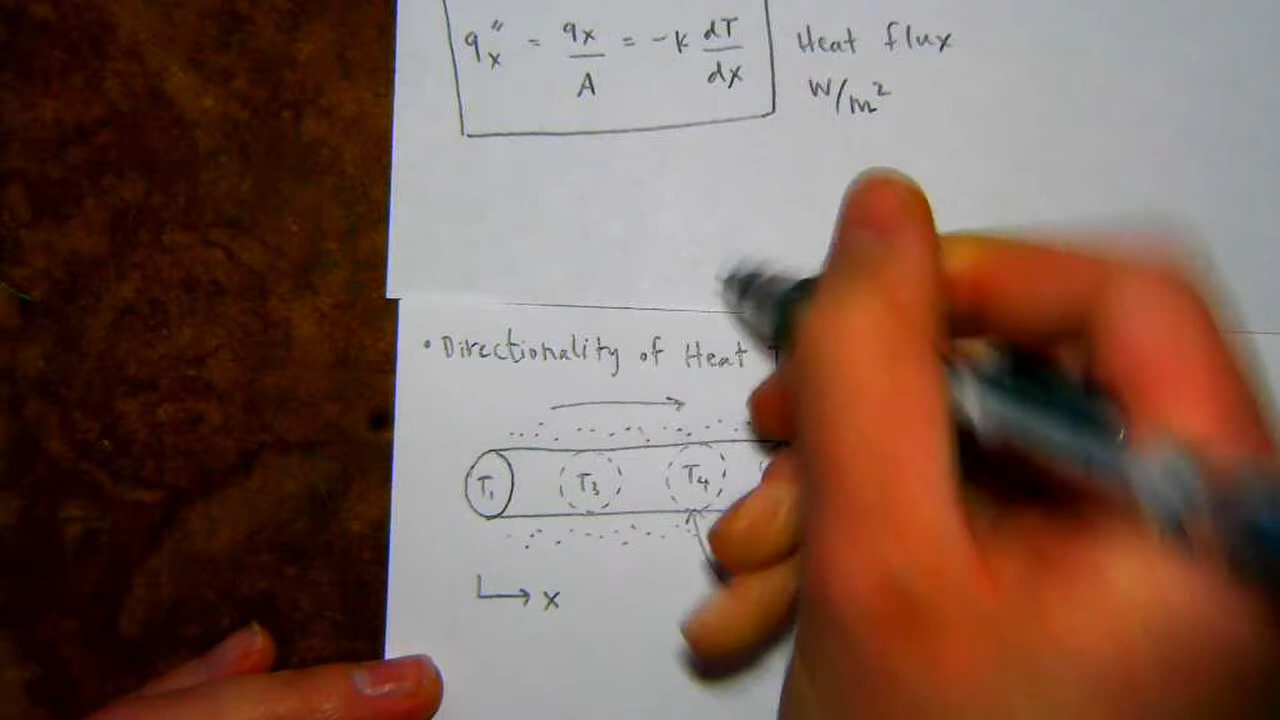 q"x = qx/A = -k dT/dx Heat flux
W/m²
• Directionality of Heat
T1 T3 T4
x